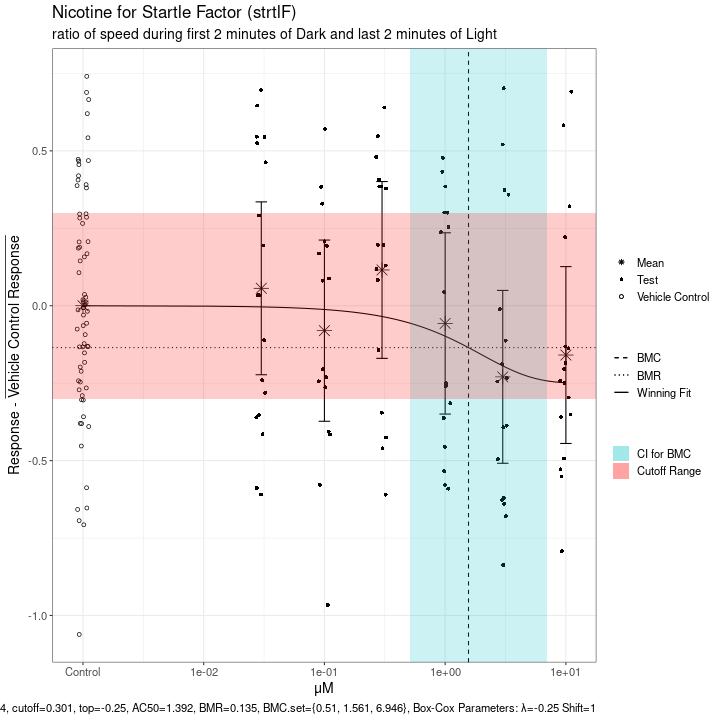 Nicotine for Startle Factor (strtlF)
ratio of speed during first 2 minutes of Dark and last 2 minutes of Light
Response - Vehicle Control Response
0.5
0.0
-0.5
-1.0
Control
1e-02
1e-01
1e+00
1e+01
μM
Mean
Test
Vehicle Control
BMC
BMR
Winning Fit
CI for BMC
Cutoff Range
4, cutoff=0.301, top=-0.25, AC50=1.392, BMR=0.135, BMC.set={0.51, 1.561, 6.946}, Box-Cox Parameters: λ=-0.25 Shift=1